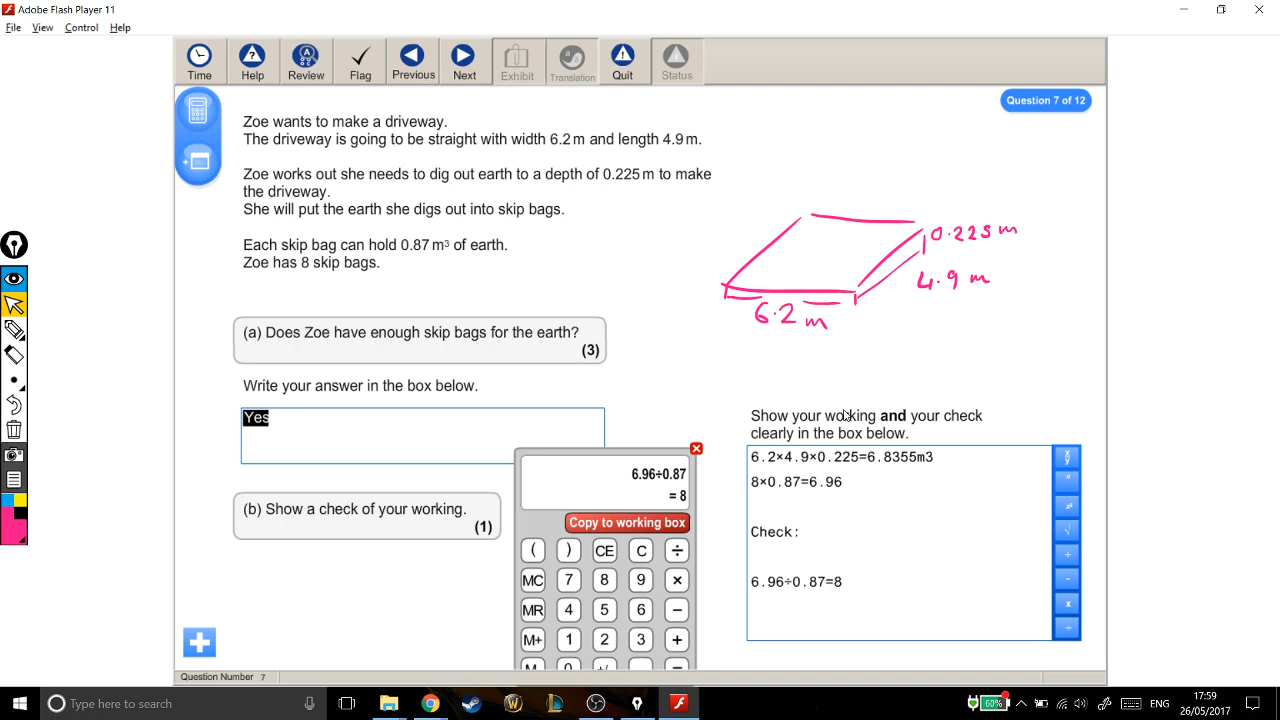 Adobe Flash Player 11
File View Control Help
Time Help Review Flag Previous Next Exhibit Translation Quit Status
Question 7 of 12
Zoe wants to make a driveway.
The driveway is going to be straight with width 6.2 m and length 4.9 m.
Zoe works out she needs to dig out earth to a depth of 0.225 m to make
the driveway.
She will put the earth she digs out into skip bags.
Each skip bag can hold 0.87 m³ of earth.
Zoe has 8 skip bags.
0.225 m
4.9 m
6.2 m
(a) Does Zoe have enough skip bags for the earth?
(3)
Write your answer in the box below.
Yes
(b) Show a check of your working.
(1)
6.96÷0.87
= 8
Copy to working box
( ) CE C ÷
MC 7 8 9 ×
MR 4 5 6 −
M+ 1 2 3 +
Show your working and your check
clearly in the box below.
6.2×4.9×0.225=6.8355m3
8×0.87=6.96
Check:
6.96÷0.87=8
Question Number 7
Type here to search
60%
17:59
26/05/2017